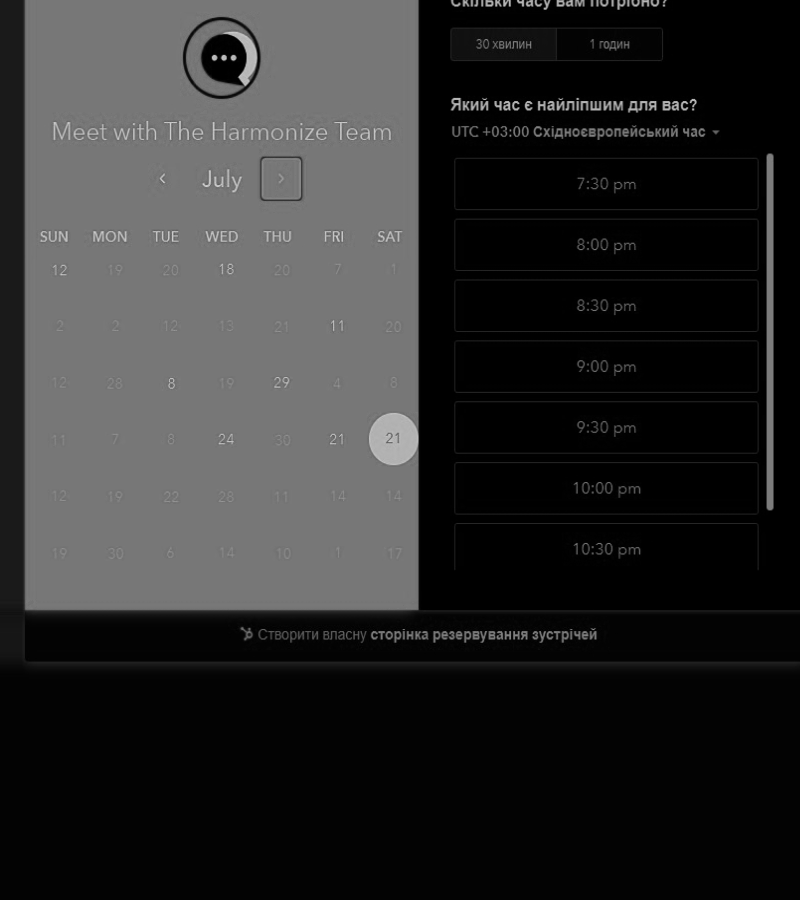 Meet with The Harmonize Team
July
SUN MON TUE WED THU FRI SAT
12 19 20 18 20 7 1
2 2 12 13 21 11 20
12 28 8 19 29 4 8
11 7 8 24 30 21 21
12 19 22 28 11 14 14
19 30 6 14 10 1 17
Скільки часу вам потрібно?
30 хвилин 1 годин
Який час є найліпшим для вас?
UTC +03:00 Східноєвропейський час
7:30 pm
8:00 pm
8:30 pm
9:00 pm
9:30 pm
10:00 pm
10:30 pm
Створити власну сторінка резервування зустрічей